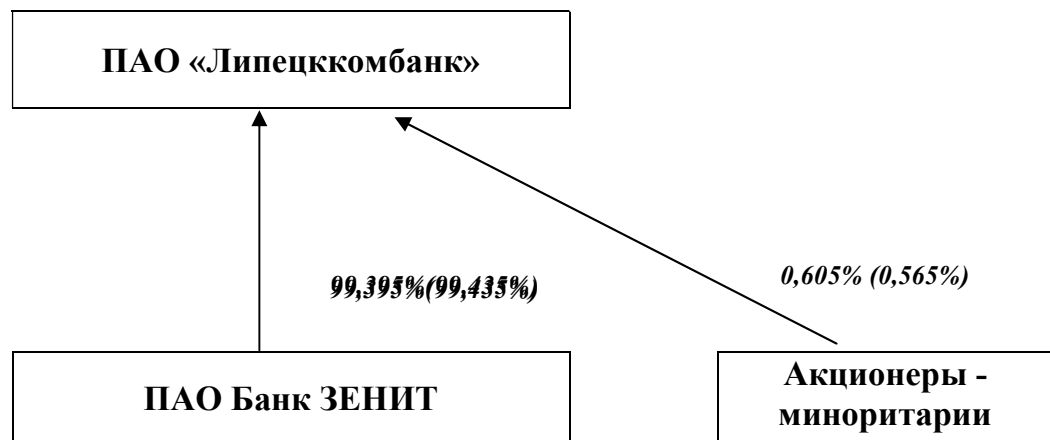 ПАО «Липецккомбанк»
0,605% (0,565%)
99,395%(99,435%)
ПАО Банк ЗЕНИТ
Акционеры -
миноритарии